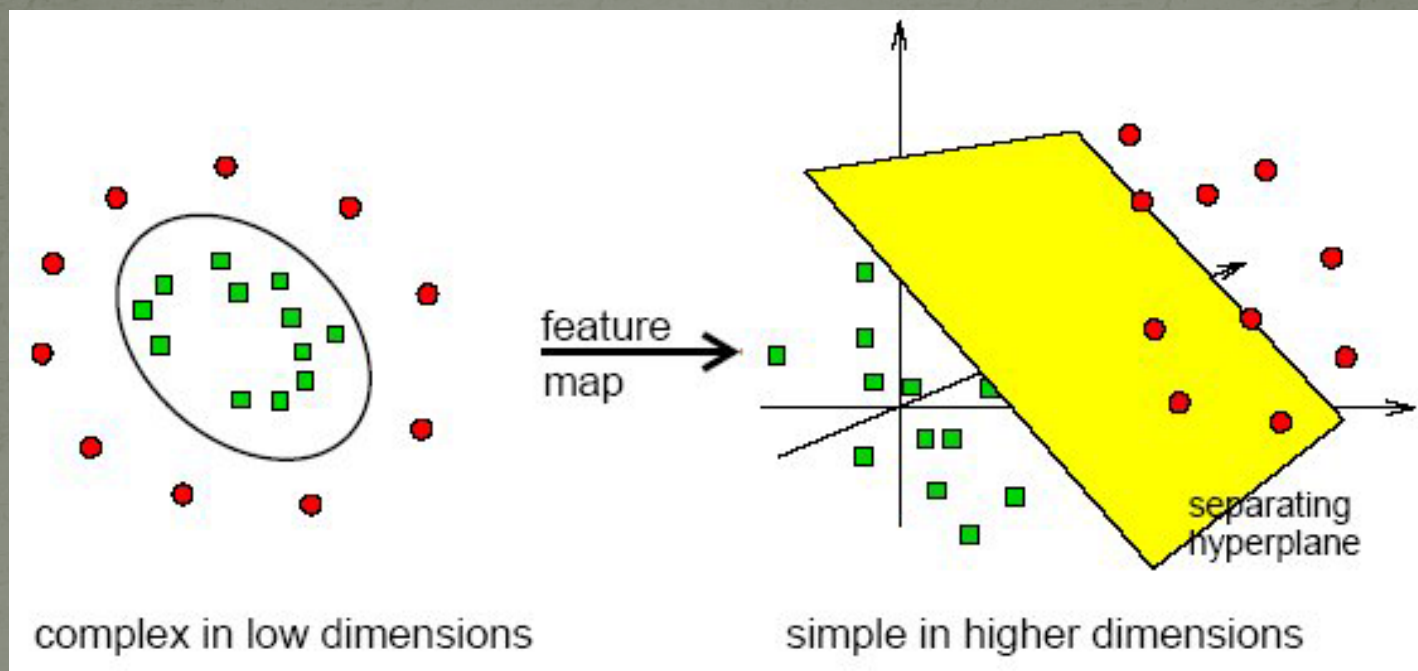 feature
map
separating
hyperplane
complex in low dimensions
simple in higher dimensions